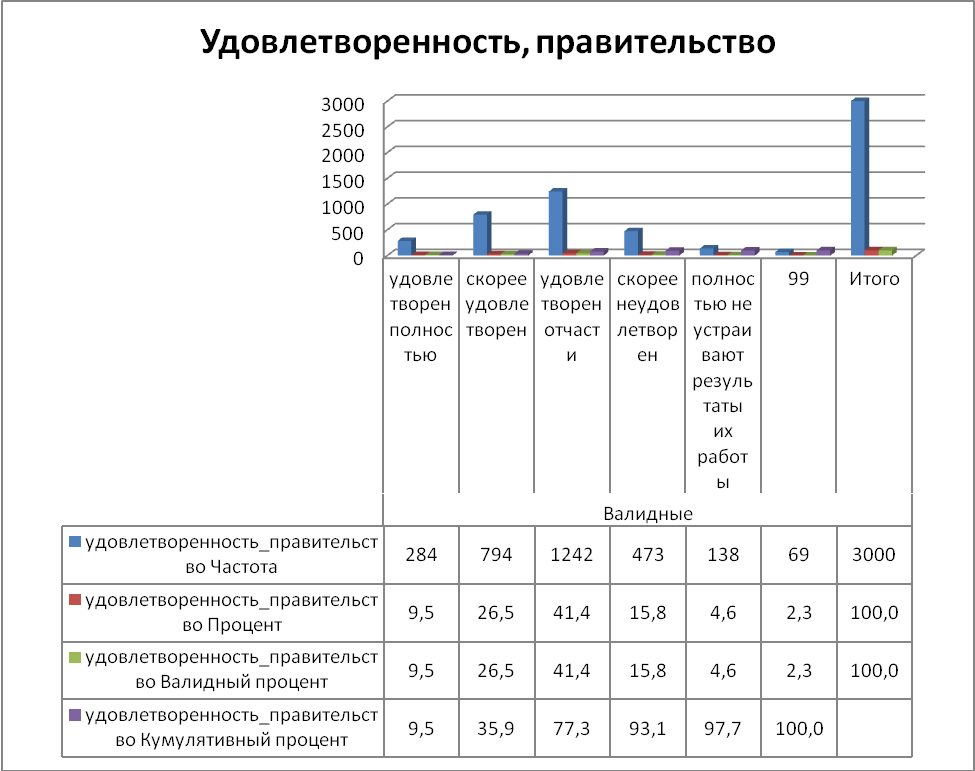 Удовлетворенность, правительство
3000
2500
2000
1500
1000
500
0
удовле
творен
полнос
тью
скорее
удовле
творен
удовле
творен
отчаст
и
скорее
неудов
летвор
ен
полнос
тью не
устраи
вают
резуль
таты
их
работ
ы
99
Итого
Валидные
удовлетворенность_правительст
во Частота
284 794 1242 473 138 69 3000
удовлетворенность_правительст
во Процент
9,5 26,5 41,4 15,8 4,6 2,3 100,0
удовлетворенность_правительст
во Валидный процент
9,5 26,5 41,4 15,8 4,6 2,3 100,0
удовлетворенность_правительст
во Кумулятивный процент
9,5 35,9 77,3 93,1 97,7 100,0